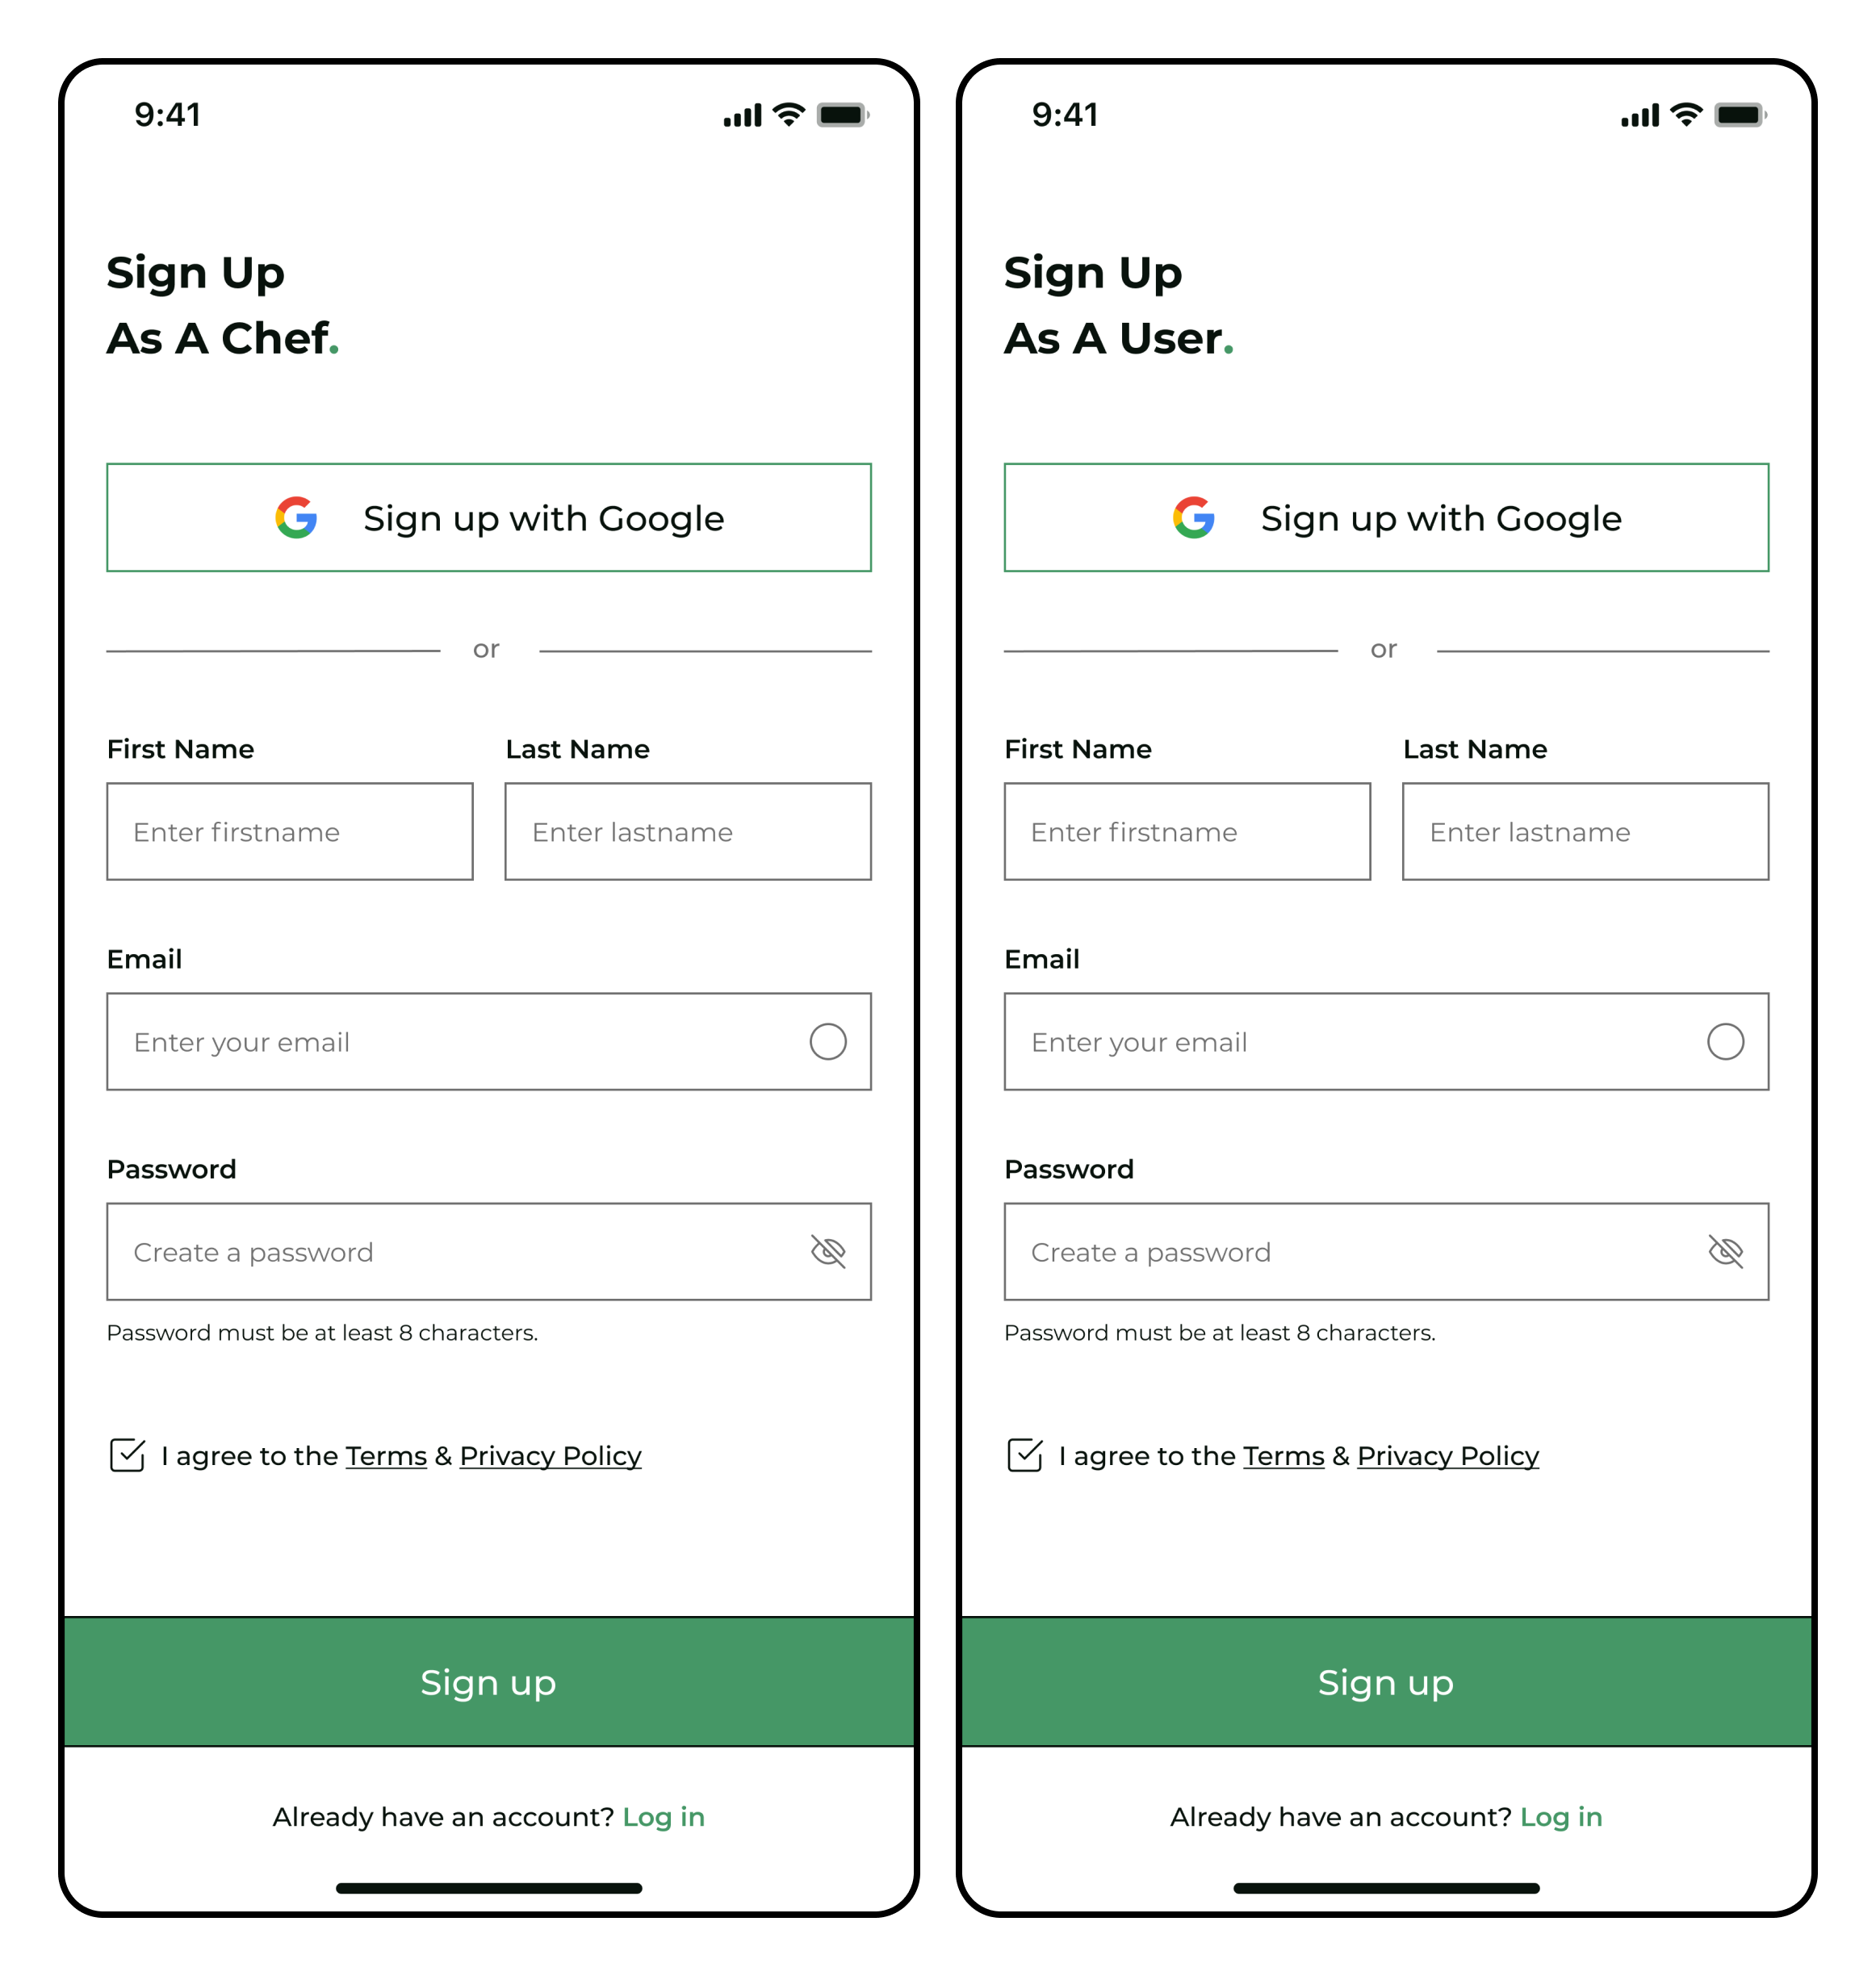 9:41
Sign Up
As A Chef.
Sign up with Google
or
First Name
Last Name
Enter firstname
Enter lastname
Email
Enter your email
Password
Create a password
Password must be at least 8 characters.
I agree to the Terms & Privacy Policy
Sign up
Already have an account? Log in
9:41
Sign Up
As A User.
Sign up with Google
or
First Name
Last Name
Enter firstname
Enter lastname
Email
Enter your email
Password
Create a password
Password must be at least 8 characters.
I agree to the Terms & Privacy Policy
Sign up
Already have an account? Log in